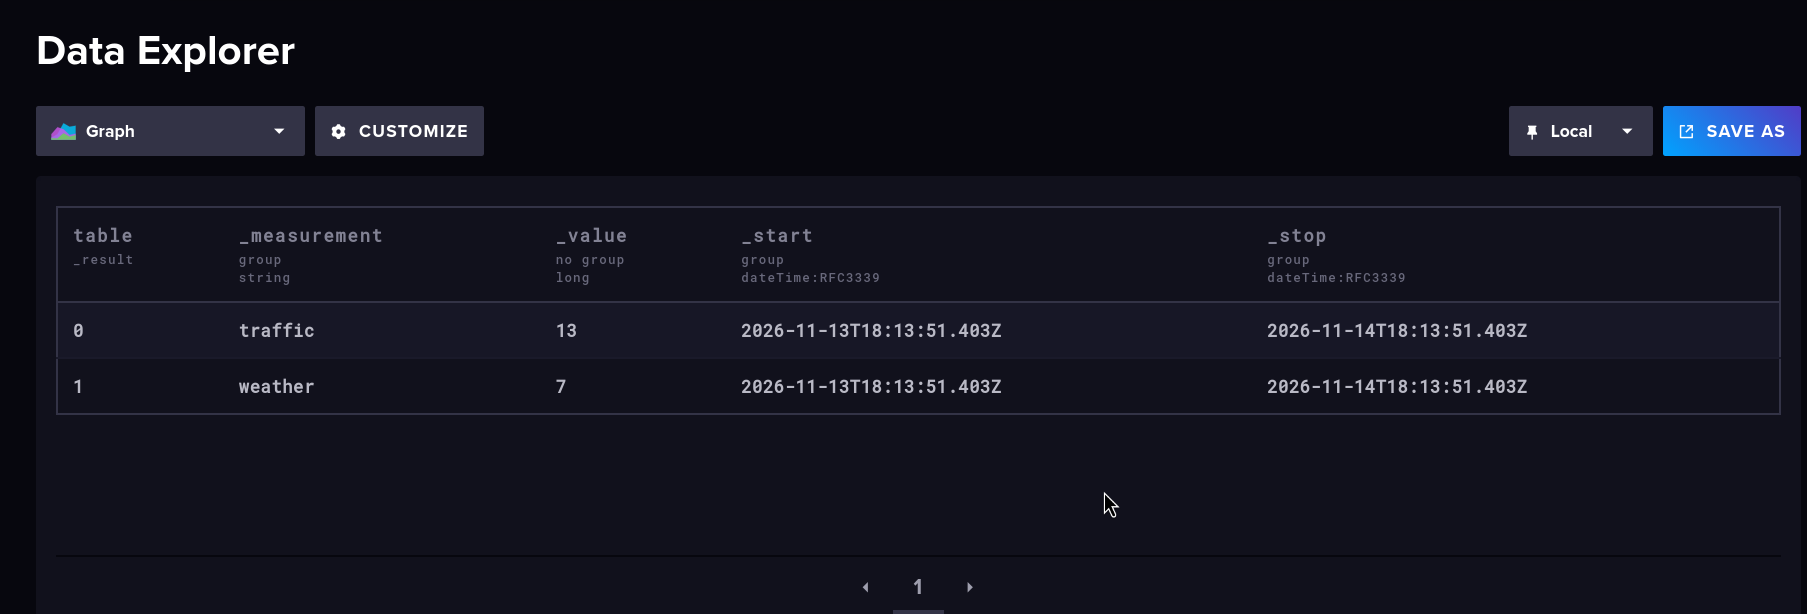 Data Explorer
Graph CUSTOMIZE Local SAVE AS
table _measurement _value _start _stop
_result group no group group group
string long dateTime:RFC3339 dateTime:RFC3339
0 traffic 13 2026-11-13T18:13:51.403Z 2026-11-14T18:13:51.403Z
1 weather 7 2026-11-13T18:13:51.403Z 2026-11-14T18:13:51.403Z
1